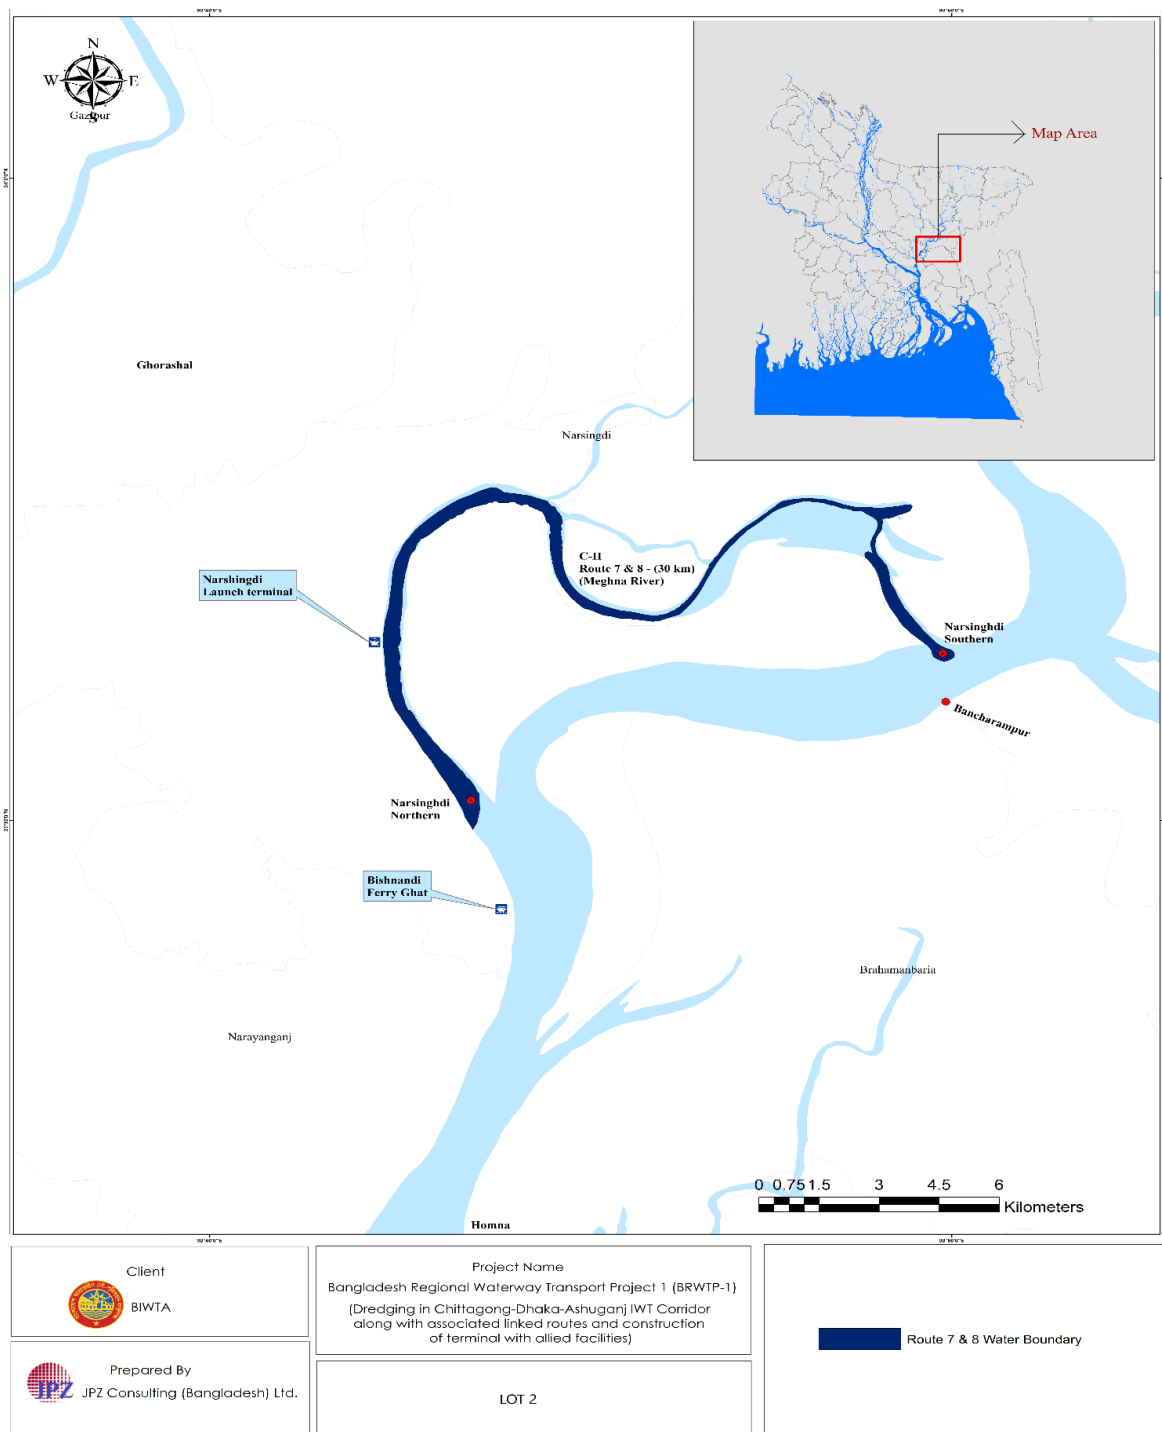 N
W
E
S
Gazipur
Map Area
Ghorashal
Narsingdi
C-II
Route 7 & 8 - (30 km)
(Meghna River)
Narshingdi
Launch terminal
Narsinghdi
Southern
Bancharampur
Narsinghdi
Northern
Bishnandi
Ferry Ghat
Brahamanbaria
Narayanganj
0 0.75 1.5 3 4.5 6
Kilometers
Homna
Client
BIWTA
Prepared By
JPZ
JPZ Consulting (Bangladesh) Ltd.
Project Name
Bangladesh Regional Waterway Transport Project 1 (BRWTP-1)
(Dredging in Chittagong-Dhaka-Ashuganj IWT Corridor
along with associated linked routes and construction
of terminal with allied facilities)
LOT 2
Route 7 & 8 Water Boundary